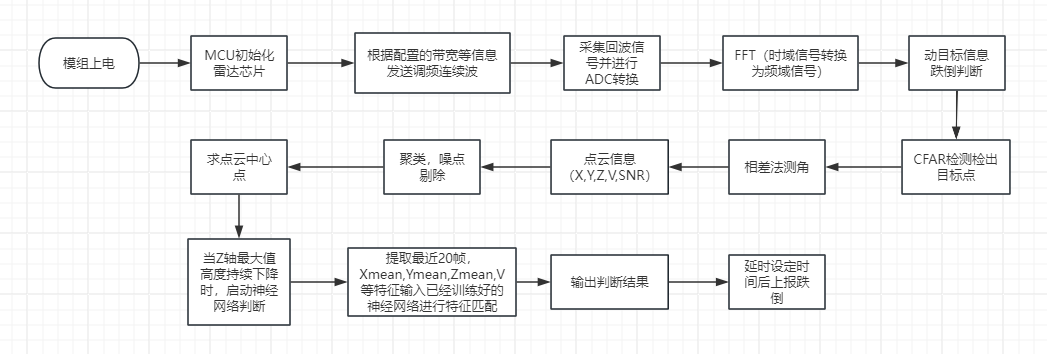 模组上电
MCU初始化
雷达芯片
根据配置的带宽等信息
发送调频连续波
采集回波信
号并进行
ADC转换
FFT（时域信号转换
为频域信号）
动目标信息
跌倒判断
CFAR检测检出
目标点
相差法测角
点云信息
（X,Y,Z,V,SNR）
聚类，噪点
剔除
求点云中心
点
当Z轴最大值
高度持续下降
时，启动神经
网络判断
提取最近20帧，
Xmean,Ymean,Zmean,V
等特征输入已经训练好的
神经网络进行特征匹配
输出判断结果
延时设定时
间后上报跌
倒